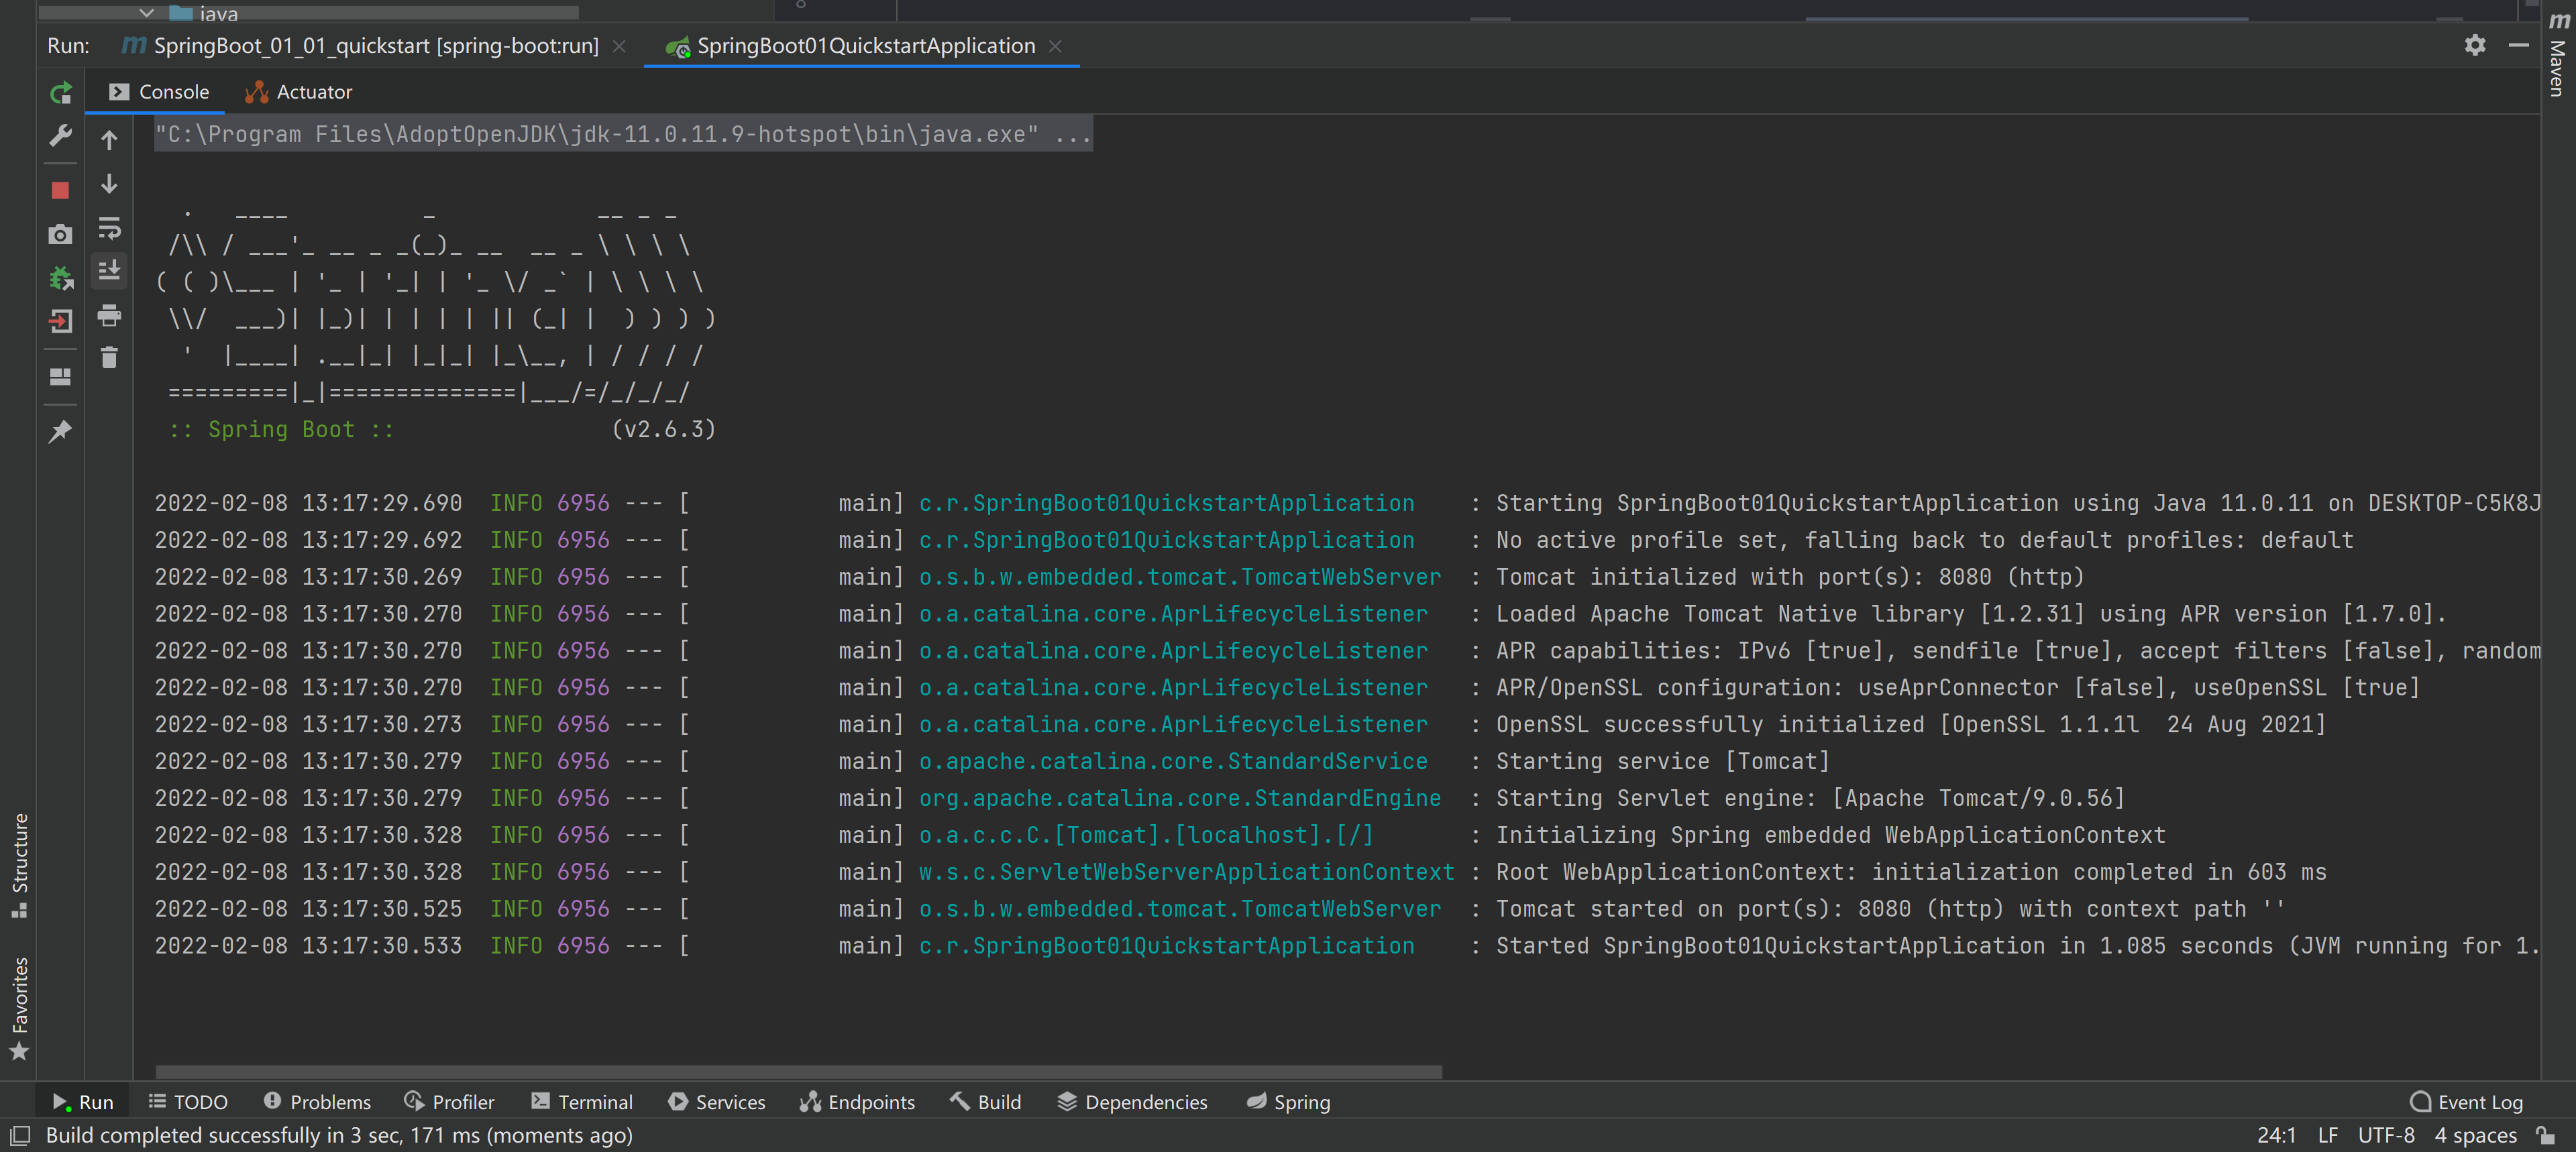 java
8
Run: SpringBoot_01_01_quickstart [spring-boot:run] SpringBoot01QuickstartApplication
Maven
Console Actuator
"C:\Program Files\AdoptOpenJDK\jdk-11.0.11.9-hotspot\bin\java.exe" ...
  .   ____          _            __ _ _
 /\\ / ___'_ __ _ _(_)_ __  __ _ \ \ \ \
( ( )\___ | '_ | '_| | '_ \/ _` | \ \ \ \
 \\/  ___)| |_)| | | | | || (_| |  ) ) ) )
  '  |____| .__|_| |_|_| |_\__, | / / / /
 =========|_|==============|___/=/_/_/_/
 :: Spring Boot ::                (v2.6.3)
2022-02-08 13:17:29.690  INFO 6956 --- [           main] c.r.SpringBoot01QuickstartApplication    : Starting SpringBoot01QuickstartApplication using Java 11.0.11 on DESKTOP-C5K8J
2022-02-08 13:17:29.692  INFO 6956 --- [           main] c.r.SpringBoot01QuickstartApplication    : No active profile set, falling back to default profiles: default
2022-02-08 13:17:30.269  INFO 6956 --- [           main] o.s.b.w.embedded.tomcat.TomcatWebServer  : Tomcat initialized with port(s): 8080 (http)
2022-02-08 13:17:30.270  INFO 6956 --- [           main] o.a.catalina.core.AprLifecycleListener   : Loaded Apache Tomcat Native library [1.2.31] using APR version [1.7.0].
2022-02-08 13:17:30.270  INFO 6956 --- [           main] o.a.catalina.core.AprLifecycleListener   : APR capabilities: IPv6 [true], sendfile [true], accept filters [false], random
2022-02-08 13:17:30.270  INFO 6956 --- [           main] o.a.catalina.core.AprLifecycleListener   : APR/OpenSSL configuration: useAprConnector [false], useOpenSSL [true]
2022-02-08 13:17:30.273  INFO 6956 --- [           main] o.a.catalina.core.AprLifecycleListener   : OpenSSL successfully initialized [OpenSSL 1.1.1l  24 Aug 2021]
2022-02-08 13:17:30.279  INFO 6956 --- [           main] o.apache.catalina.core.StandardService   : Starting service [Tomcat]
2022-02-08 13:17:30.279  INFO 6956 --- [           main] org.apache.catalina.core.StandardEngine  : Starting Servlet engine: [Apache Tomcat/9.0.56]
2022-02-08 13:17:30.328  INFO 6956 --- [           main] o.a.c.c.C.[Tomcat].[localhost].[/]       : Initializing Spring embedded WebApplicationContext
2022-02-08 13:17:30.328  INFO 6956 --- [           main] w.s.c.ServletWebServerApplicationContext : Root WebApplicationContext: initialization completed in 603 ms
2022-02-08 13:17:30.525  INFO 6956 --- [           main] o.s.b.w.embedded.tomcat.TomcatWebServer  : Tomcat started on port(s): 8080 (http) with context path ''
2022-02-08 13:17:30.533  INFO 6956 --- [           main] c.r.SpringBoot01QuickstartApplication    : Started SpringBoot01QuickstartApplication in 1.085 seconds (JVM running for 1.
Structure
Favorites
Run TODO Problems Profiler Terminal Services Endpoints Build Dependencies Spring Event Log
Build completed successfully in 3 sec, 171 ms (moments ago) 24:1 LF UTF-8 4 spaces